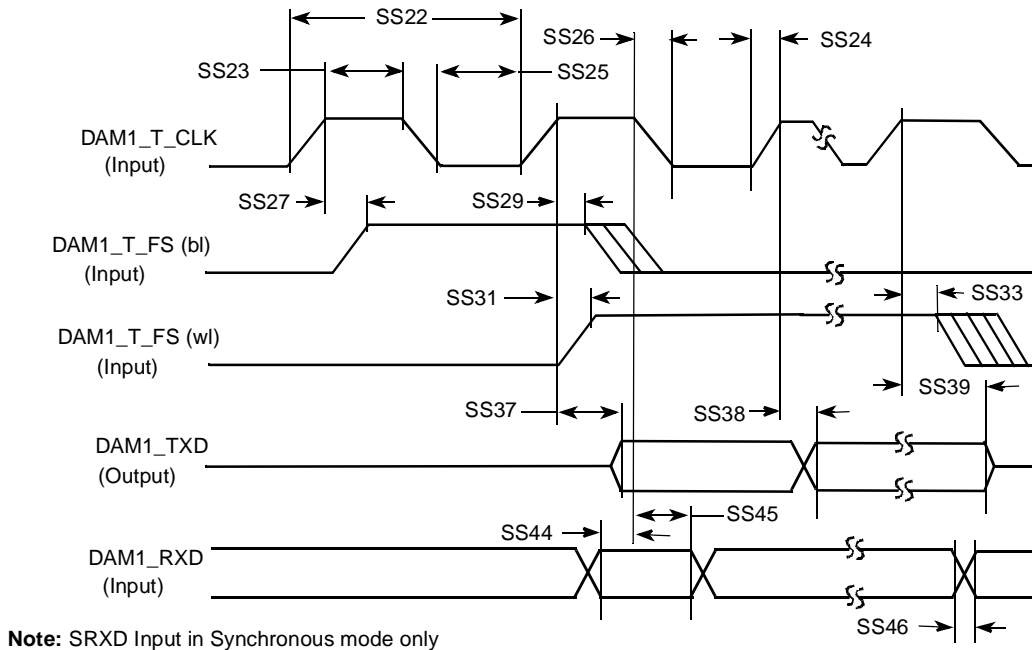 SS22
SS26
SS24
SS23
SS25
DAM1_T_CLK
(Input)
SS27
SS29
DAM1_T_FS (bl)
(Input)
SS31
SS33
DAM1_T_FS (wl)
(Input)
SS39
SS37
SS38
DAM1_TXD
(Output)
SS45
SS44
DAM1_RXD
(Input)
SS46
Note: SRXD Input in Synchronous mode only